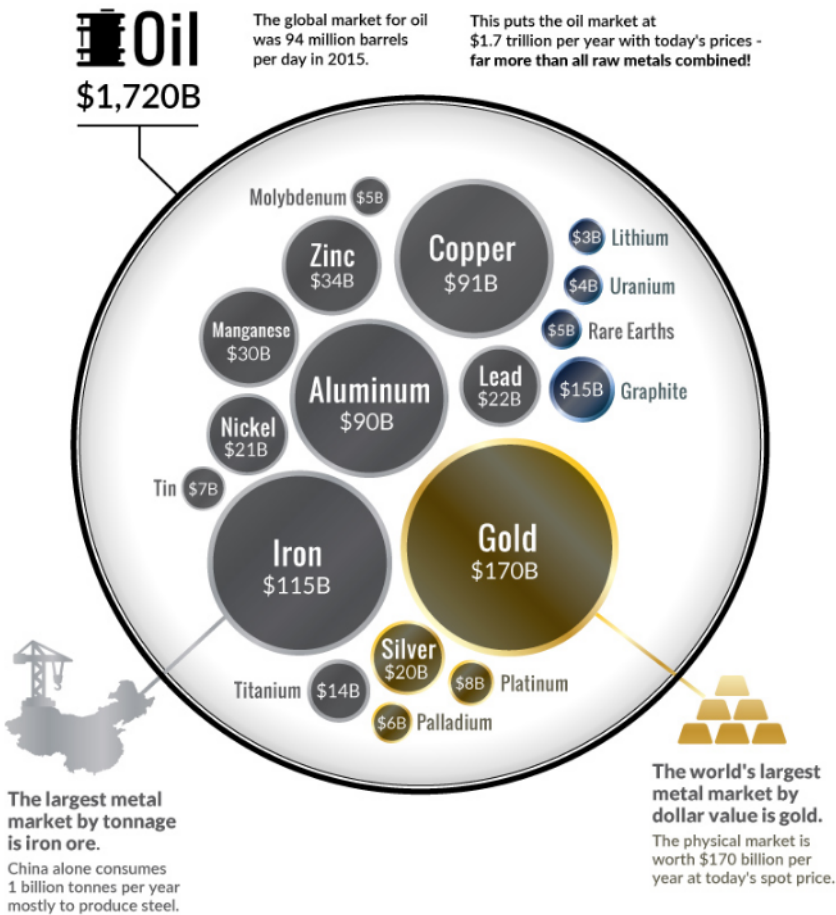 Oil
$1,720B
The global market for oil
was 94 million barrels
per day in 2015.
This puts the oil market at
$1.7 trillion per year with today's prices -
far more than all raw metals combined!
Molybdenum $5B
Zinc
$34B
Copper
$91B
$3B Lithium
$4B Uranium
$5B Rare Earths
Manganese
$30B
Aluminum
$90B
Lead
$22B
$15B Graphite
Nickel
$21B
Tin $7B
Iron
$115B
Gold
$170B
Silver
$20B
Titanium $14B
$8B Platinum
$6B Palladium
The largest metal
market by tonnage
is iron ore.
China alone consumes
1 billion tonnes per year
mostly to produce steel.
The world's largest
metal market by
dollar value is gold.
The physical market is
worth $170 billion per
year at today's spot price.